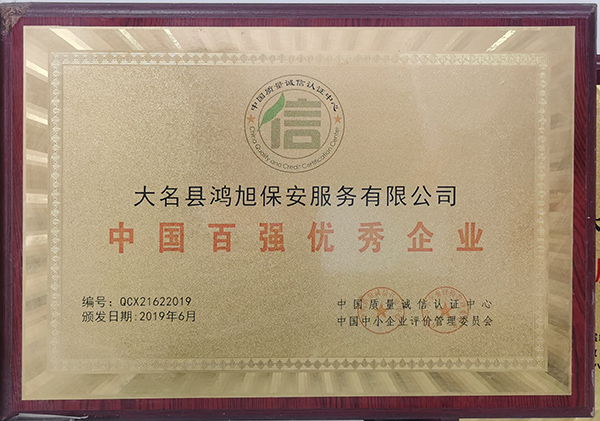 中国质量诚信认证中心
信
China Quality and Credit Certification Center
大名县鸿旭保安服务有限公司
中国百强优秀企业
编号：QCX21622019
颁发日期：2019年6月
中国质量诚信认证中心
中国中小企业评价管理委员会